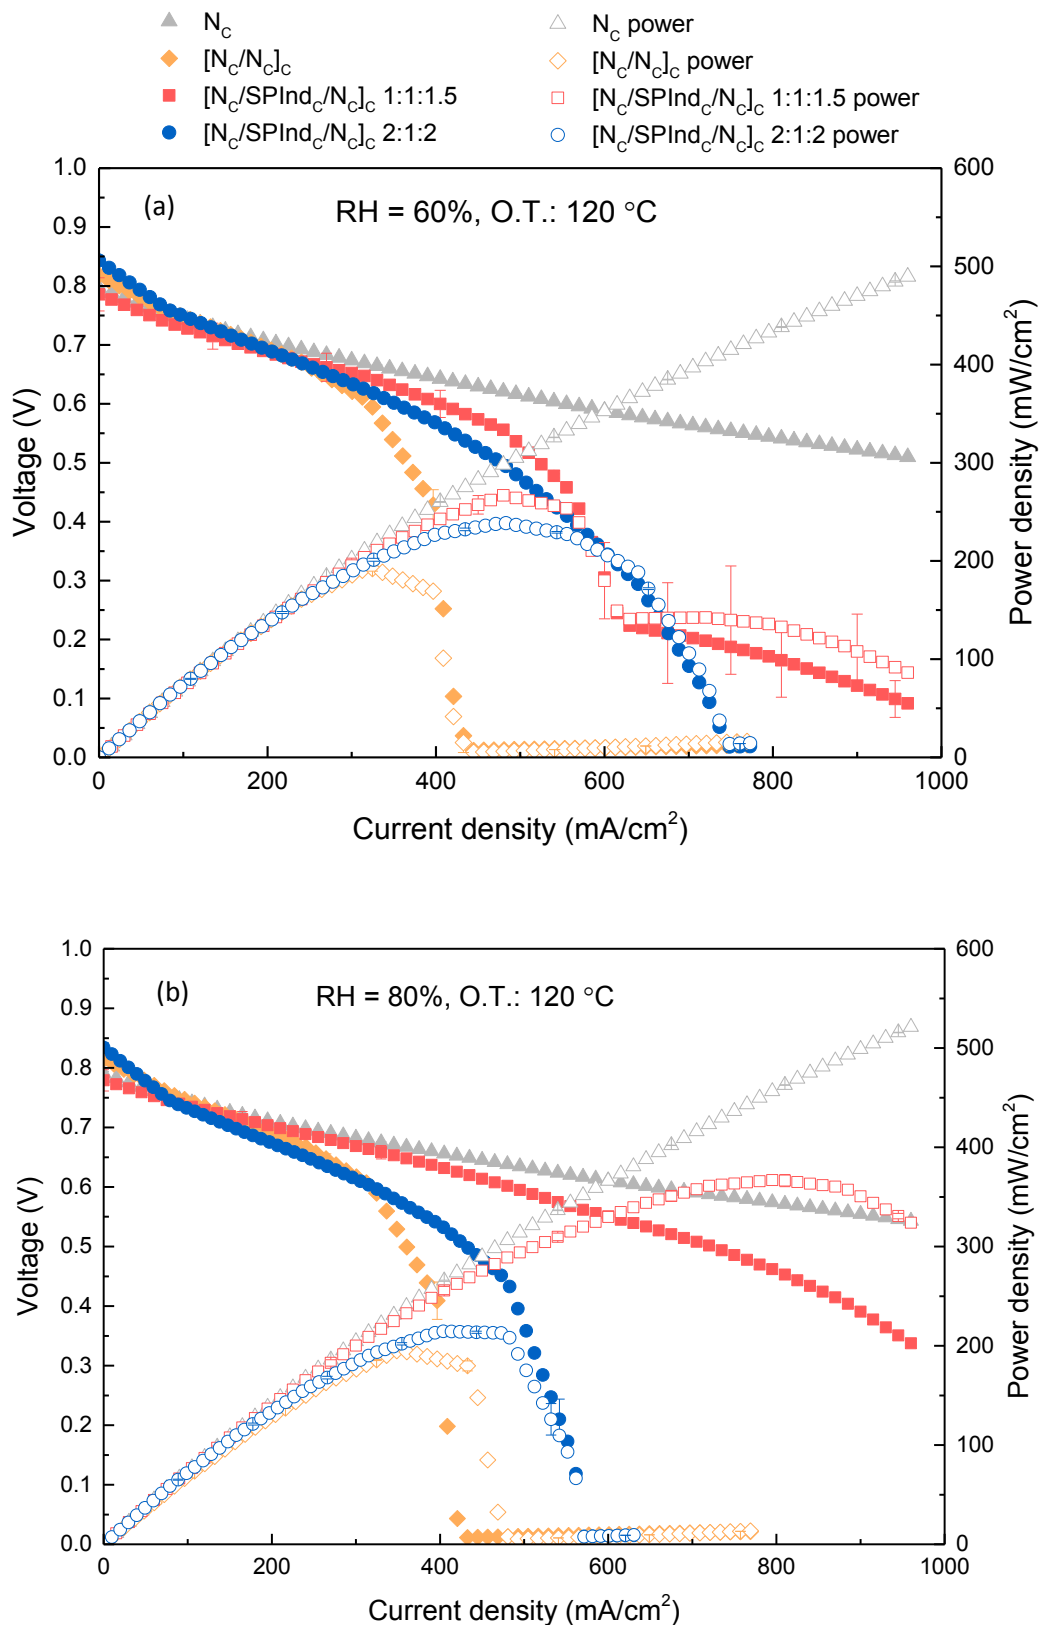 N_C N_C power
[N_C/N_C]_C [N_C/N_C]_C power
[N_C/SPInd_C/N_C]_C 1:1:1.5 [N_C/SPInd_C/N_C]_C 1:1:1.5 power
[N_C/SPInd_C/N_C]_C 2:1:2 [N_C/SPInd_C/N_C]_C 2:1:2 power
(a) RH = 60%, O.T.: 120 °C
Voltage (V)
1.0
0.9
0.8
0.7
0.6
0.5
0.4
0.3
0.2
0.1
0.0
600
500
400
300
200
100
0
Power density (mW/cm²)
0 200 400 600 800 1000
Current density (mA/cm²)
(b) RH = 80%, O.T.: 120 °C
Voltage (V)
1.0
0.9
0.8
0.7
0.6
0.5
0.4
0.3
0.2
0.1
0.0
600
500
400
300
200
100
0
Power density (mW/cm²)
0 200 400 600 800 1000
Current density (mA/cm²)